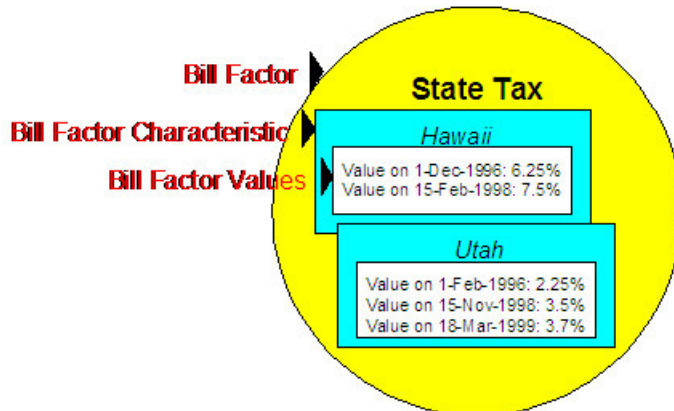 Bill Factor
State Tax
Bill Factor Characteristic
Hawaii
Bill Factor Values
Value on 1-Dec-1996: 6.25%
Value on 15-Feb-1998: 7.5%
Utah
Value on 1-Feb-1996: 2.25%
Value on 15-Nov-1998: 3.5%
Value on 18-Mar-1999: 3.7%